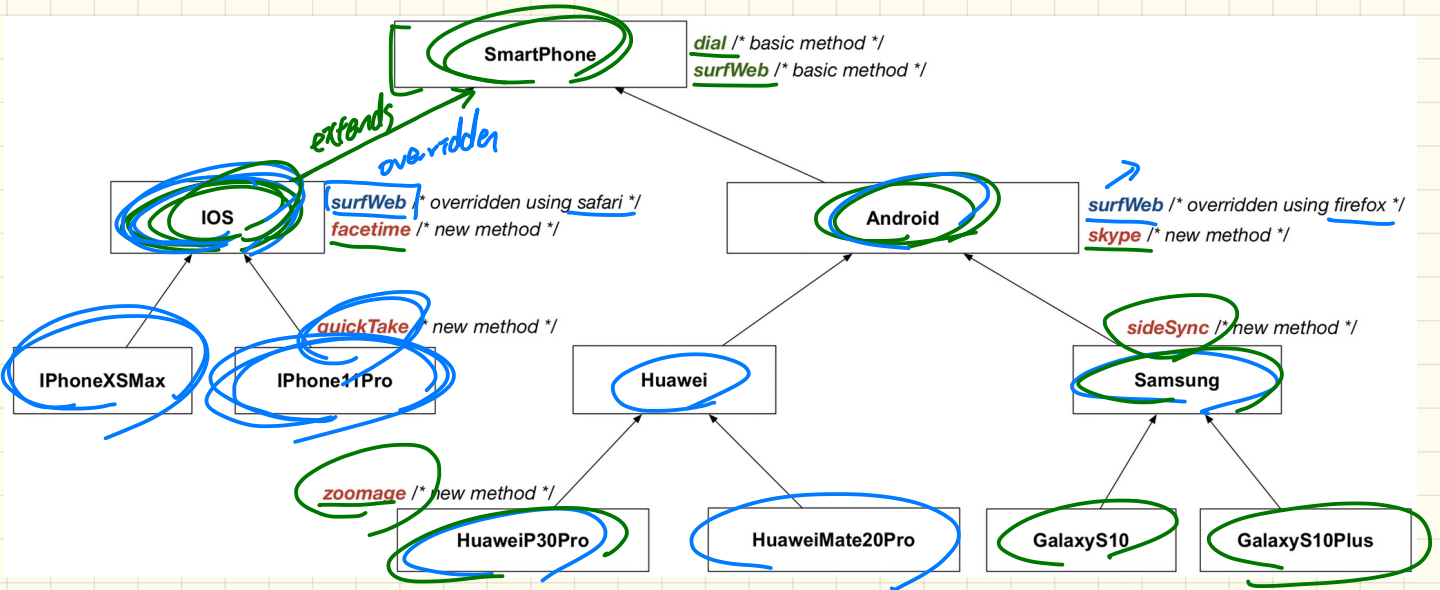 SmartPhone
dial /* basic method */
surfWeb /* basic method */
extends
overridden
IOS
surfWeb /* overridden using safari */
facetime /* new method */
Android
surfWeb /* overridden using firefox */
skype /* new method */
quickTake /* new method */
sideSync /* new method */
IPhoneXSMax
IPhone11Pro
Huawei
Samsung
zoomage /* new method */
HuaweiP30Pro
HuaweiMate20Pro
GalaxyS10
GalaxyS10Plus